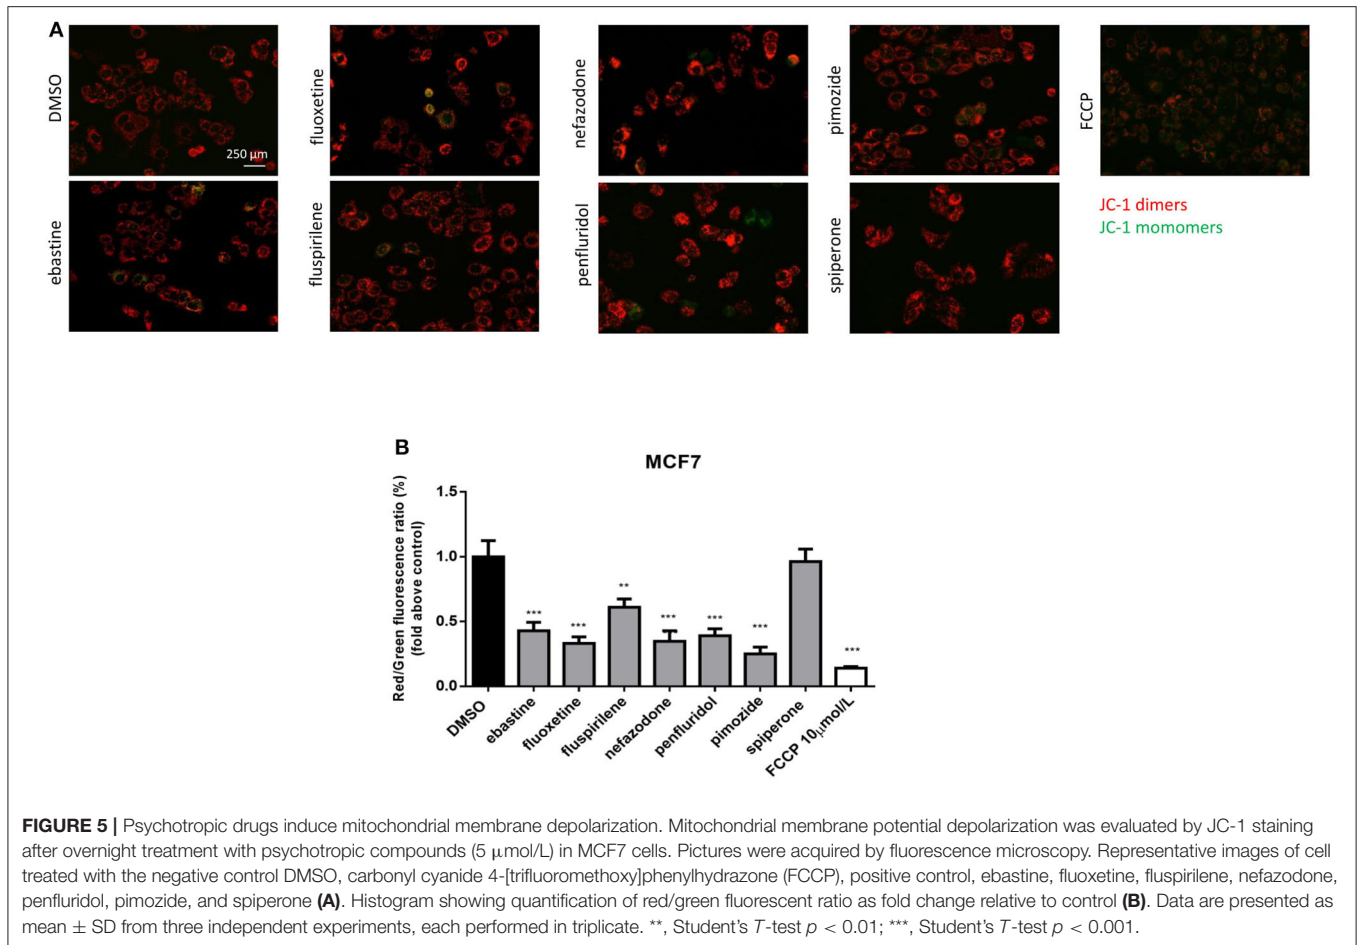 A
DMSO
250 µm
fluoxetine
nefazodone
pimozide
FCCP
ebastine
fluspirilene
penfluridol
spiperone
JC-1 dimers
JC-1 momomers
B
MCF7
Red/Green fluorescence ratio (%)
(fold above control)
1.5
1.0
0.5
0.0
***
***
**
***
***
***
***
DMSO
ebastine
fluoxetine
fluspirilene
nefazodone
penfluridol
pimozide
spiperone
FCCP 10µmol/L
FIGURE 5 | Psychotropic drugs induce mitochondrial membrane depolarization. Mitochondrial membrane potential depolarization was evaluated by JC-1 staining
after overnight treatment with psychotropic compounds (5 µmol/L) in MCF7 cells. Pictures were acquired by fluorescence microscopy. Representative images of cell
treated with the negative control DMSO, carbonyl cyanide 4-[trifluoromethoxy]phenylhydrazone (FCCP), positive control, ebastine, fluoxetine, fluspirilene, nefazodone,
penfluridol, pimozide, and spiperone (A). Histogram showing quantification of red/green fluorescent ratio as fold change relative to control (B). Data are presented as
mean ± SD from three independent experiments, each performed in triplicate. **, Student's T-test p < 0.01; ***, Student's T-test p < 0.001.